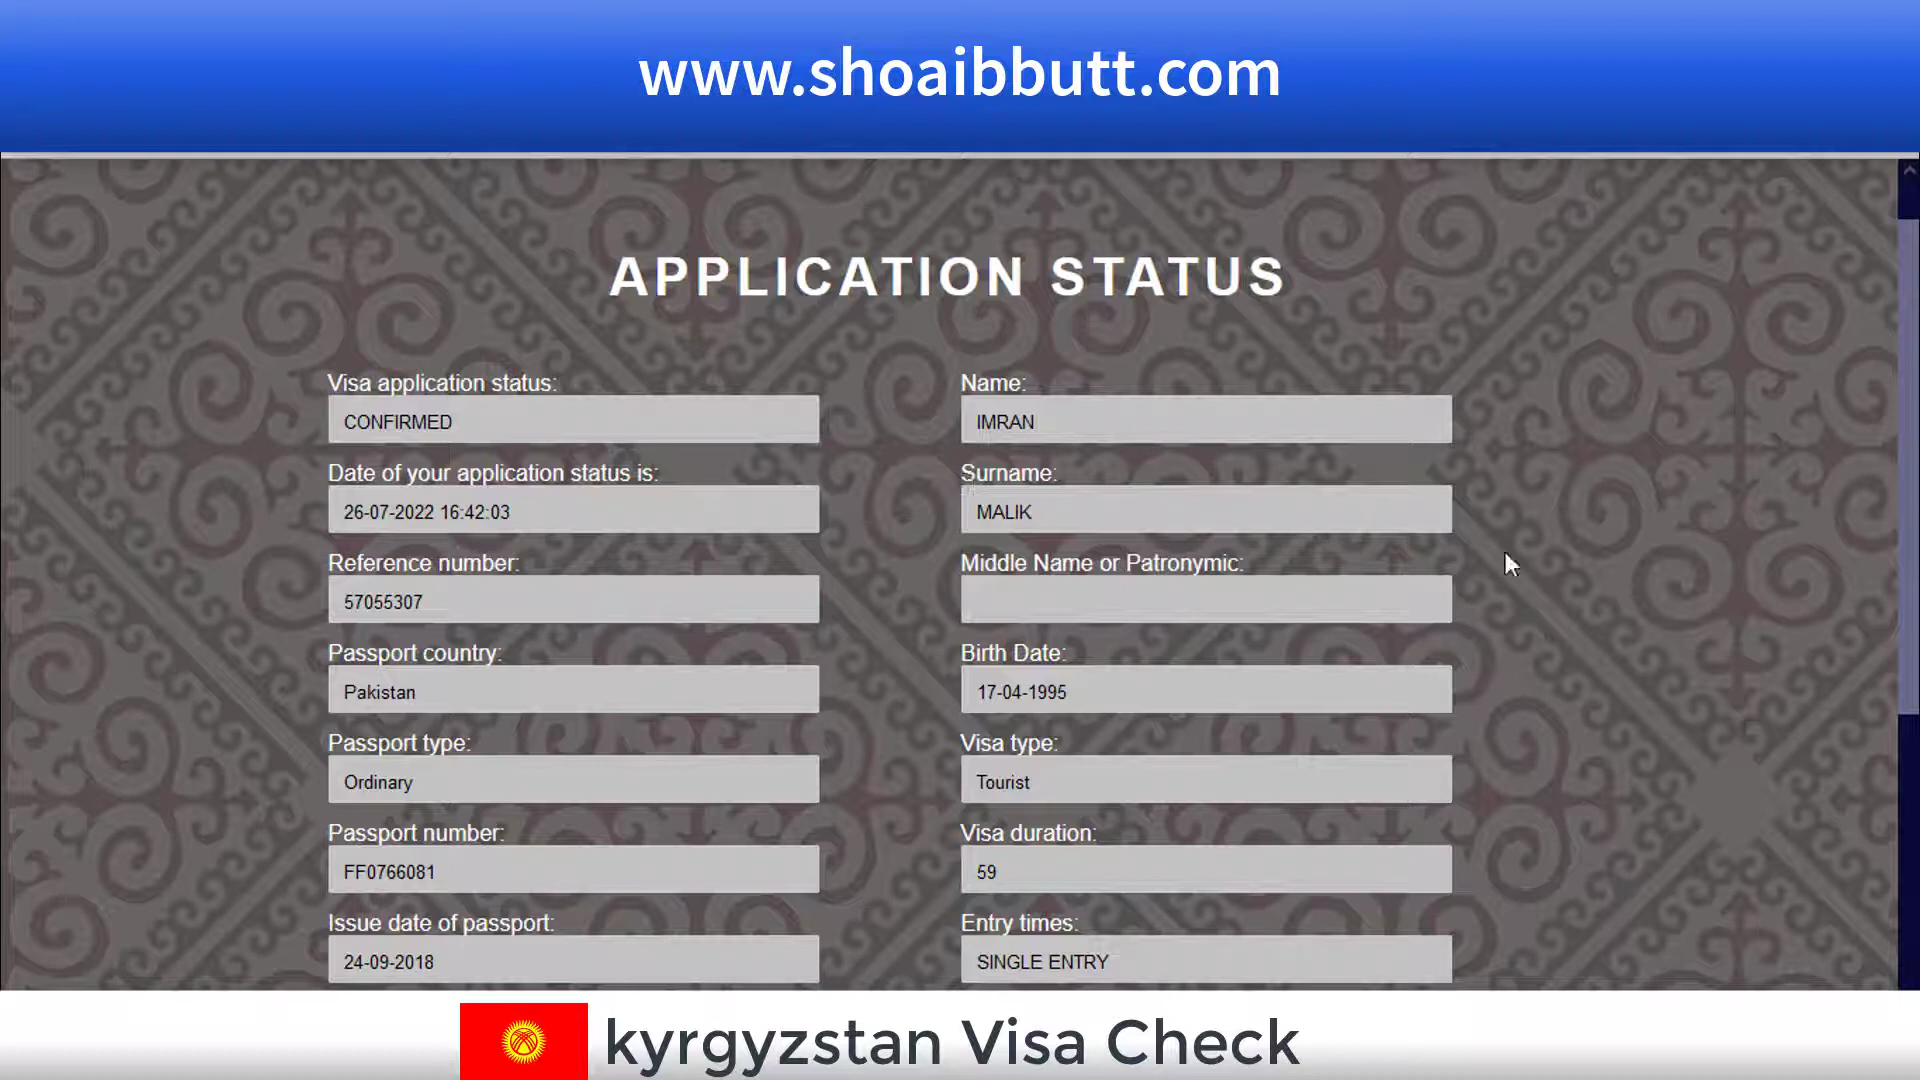 www.shoaibbutt.com
APPLICATION STATUS
Visa application status:
CONFIRMED
Date of your application status is:
26-07-2022 16:42:03
Reference number:
57055307
Passport country:
Pakistan
Passport type:
Ordinary
Passport number:
FF0766081
Issue date of passport:
24-09-2018
Name:
IMRAN
Surname:
MALIK
Middle Name or Patronymic:
Birth Date:
17-04-1995
Visa type:
Tourist
Visa duration:
59
Entry times:
SINGLE ENTRY
kyrgyzstan Visa Check